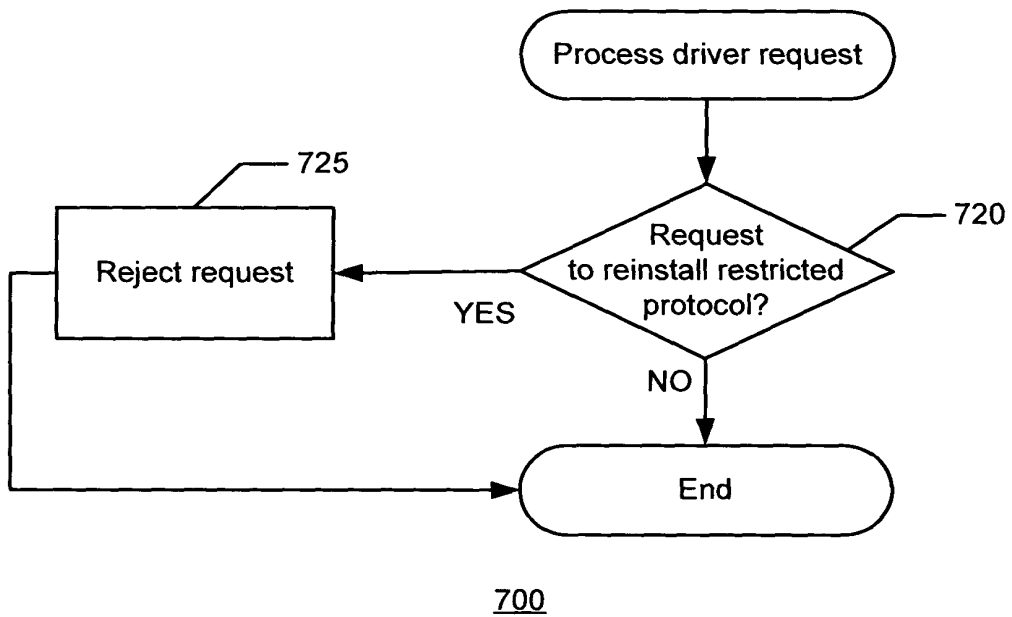 Process driver request
725
720
Request
to reinstall restricted
protocol?
Reject request
YES
NO
End
700